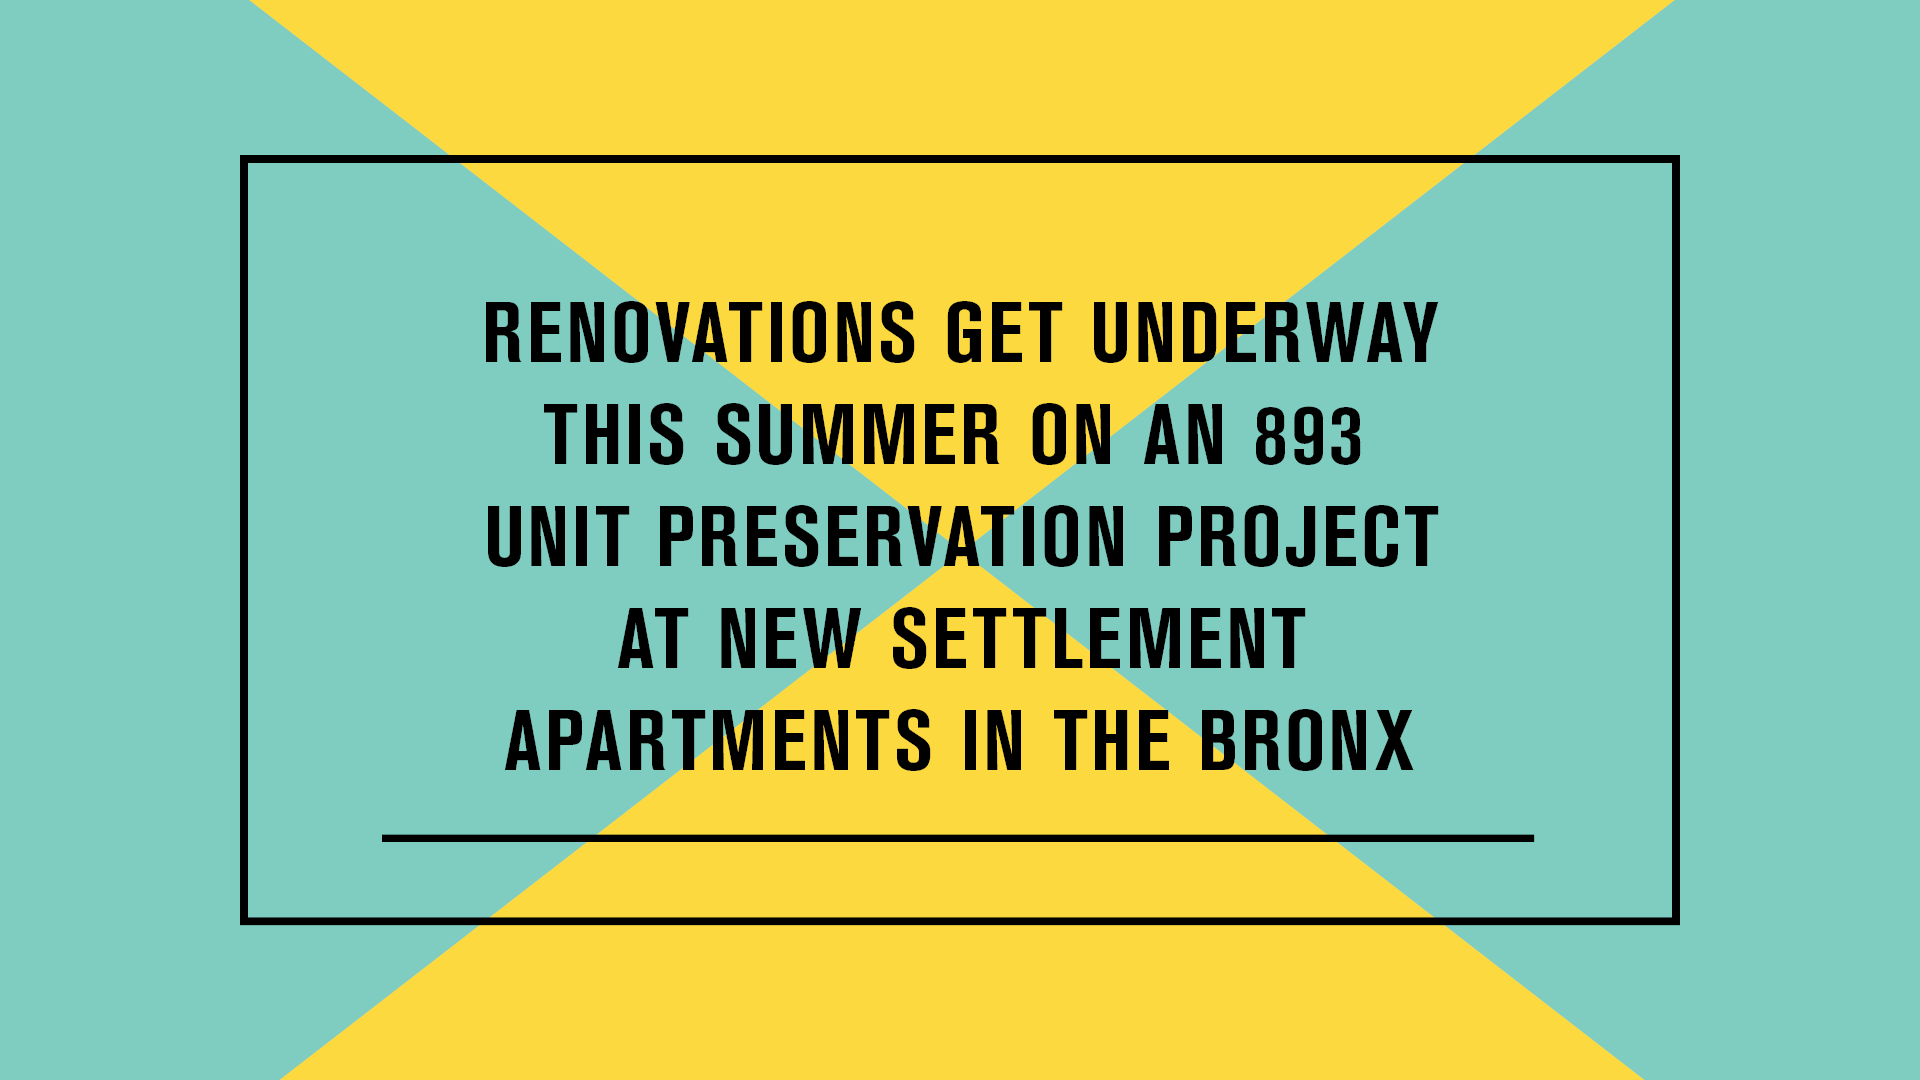 RENOVATIONS GET UNDERWAY
THIS SUMMER ON AN 893
UNIT PRESERVATION PROJECT
AT NEW SETTLEMENT
APARTMENTS IN THE BRONX